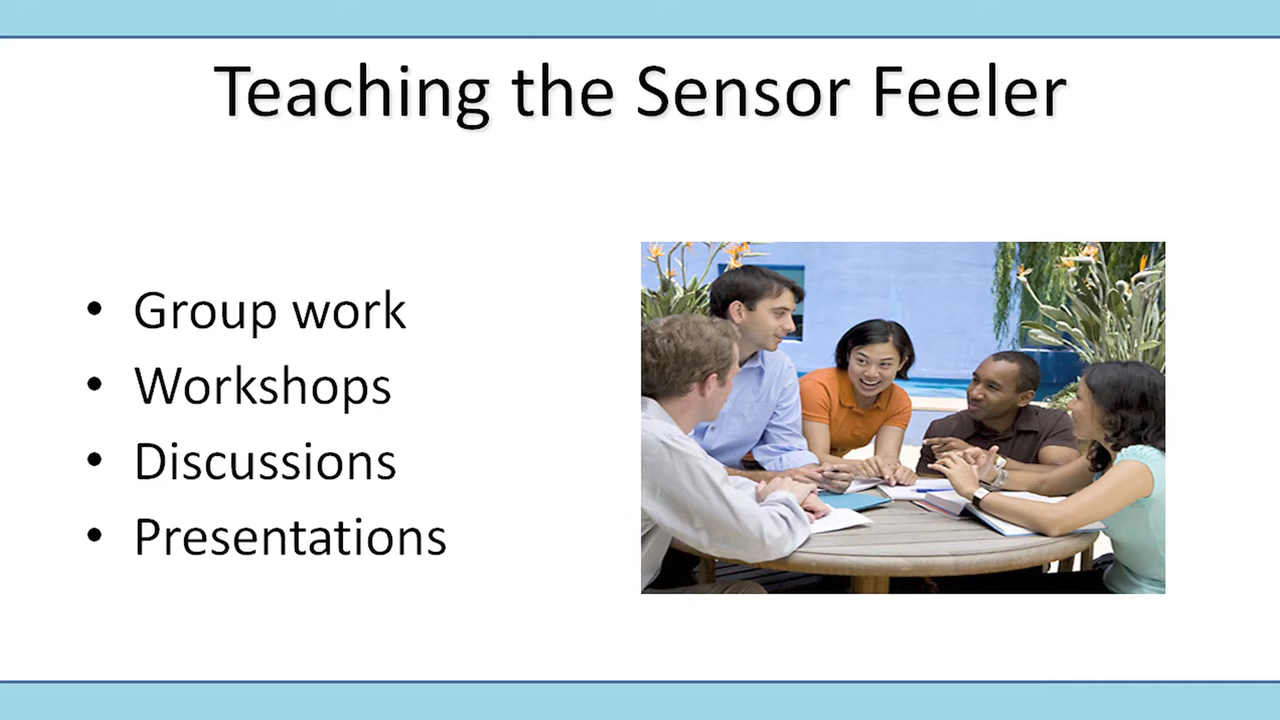 Teaching the Sensor Feeler
• Group work
• Workshops
• Discussions
• Presentations